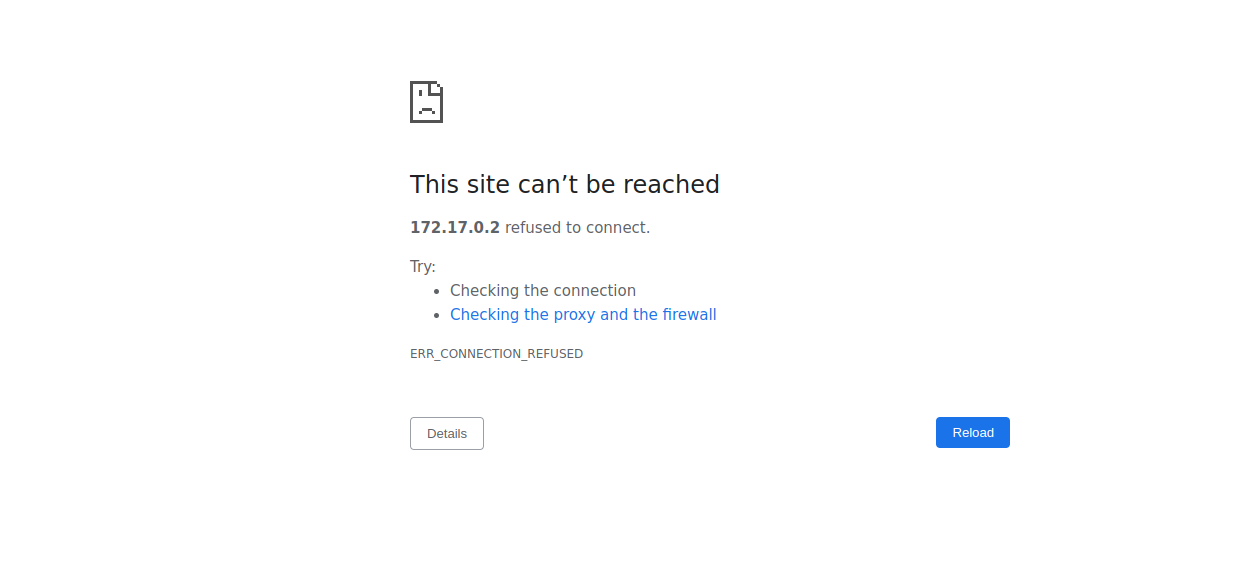 This site can’t be reached
172.17.0.2 refused to connect.
Try:
Checking the connection
Checking the proxy and the firewall
ERR_CONNECTION_REFUSED
Details
Reload